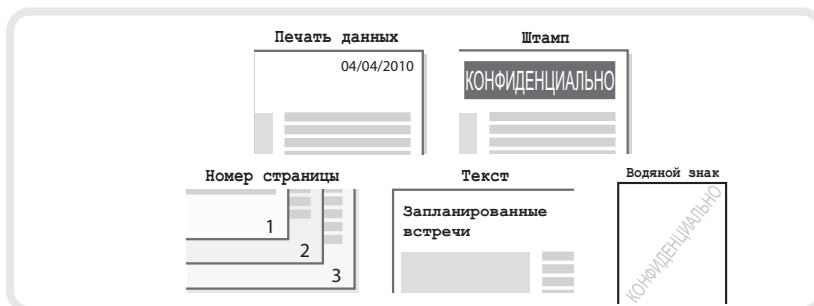 Печать данных
Штамп
04/04/2010
КОНФИДЕНЦИАЛЬНО
Номер страницы
Текст
Водяной знак
1
2
3
Запланированные
встречи
КОНФИДЕНЦИАЛЬНО